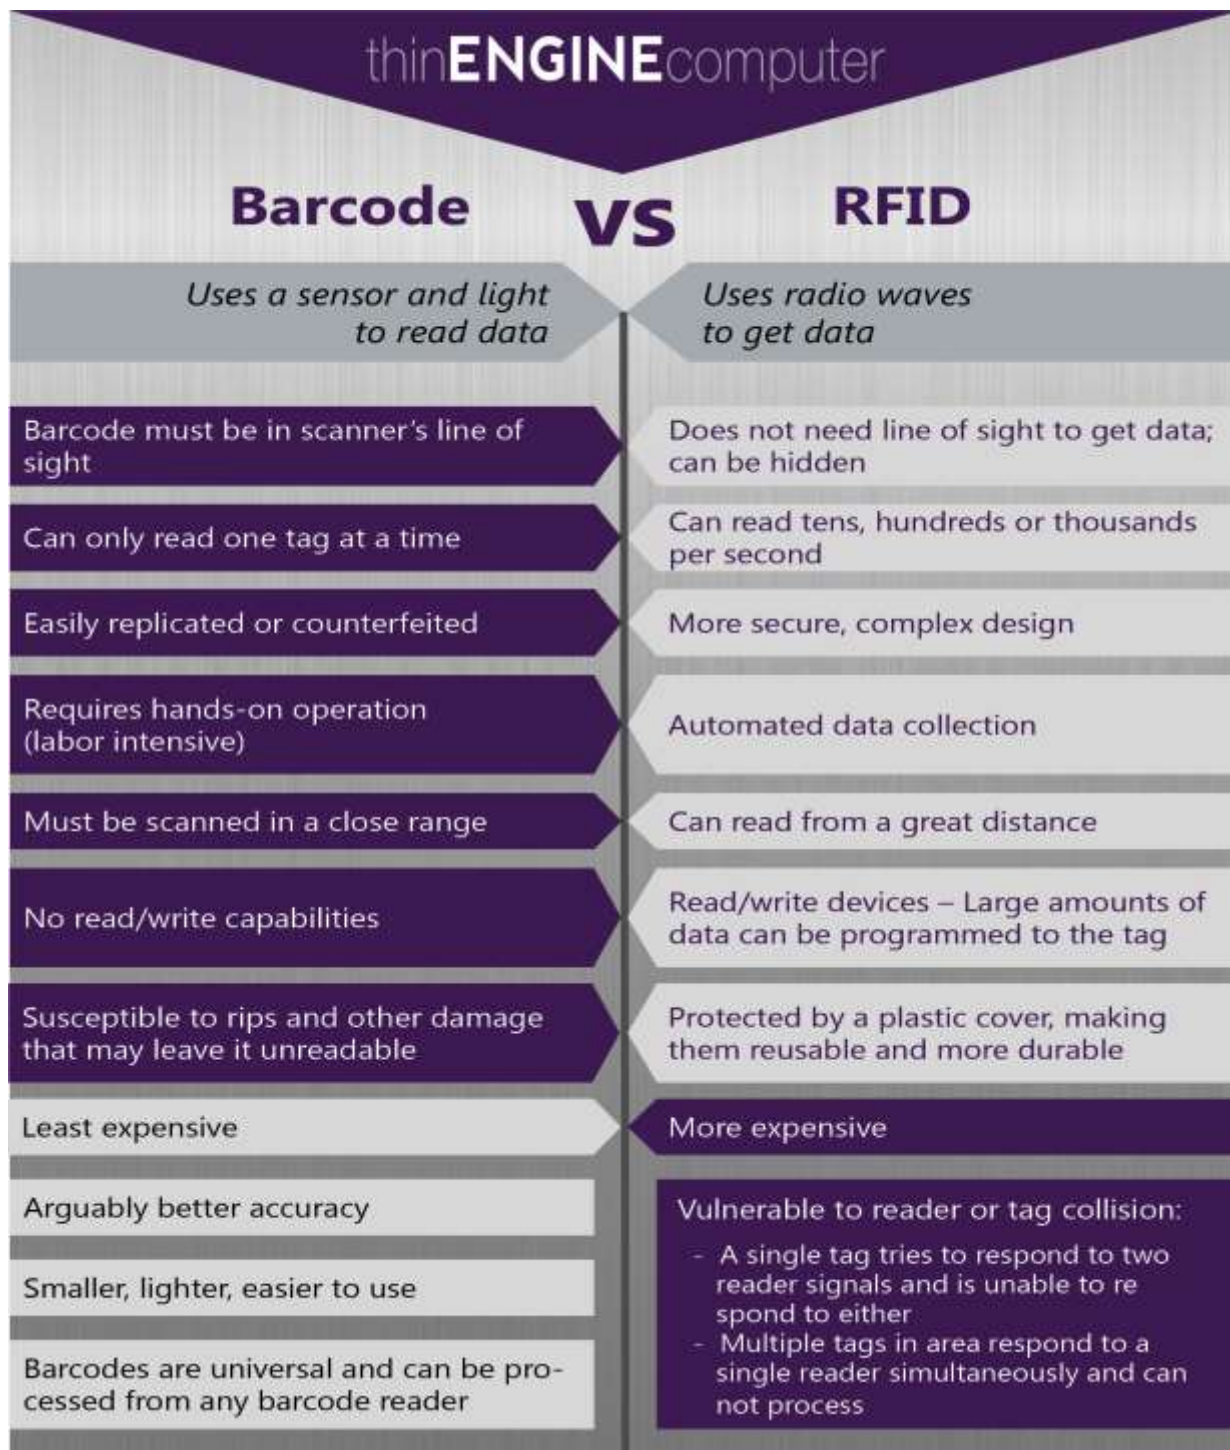 thinENGINEcomputer
Barcode
vs
RFID
Uses a sensor and light
to read data
Uses radio waves
to get data
Barcode must be in scanner's line of
sight
Does not need line of sight to get data;
can be hidden
Can only read one tag at a time
Can read tens, hundreds or thousands
per second
Easily replicated or counterfeited
More secure, complex design
Requires hands-on operation
(labor intensive)
Automated data collection
Must be scanned in a close range
Can read from a great distance
No read/write capabilities
Read/write devices – Large amounts of
data can be programmed to the tag
Susceptible to rips and other damage
that may leave it unreadable
Protected by a plastic cover, making
them reusable and more durable
Least expensive
More expensive
Arguably better accuracy
Smaller, lighter, easier to use
Barcodes are universal and can be pro-
cessed from any barcode reader
Vulnerable to reader or tag collision:
- A single tag tries to respond to two
reader signals and is unable to re
spond to either
- Multiple tags in area respond to a
single reader simultaneously and can
not process